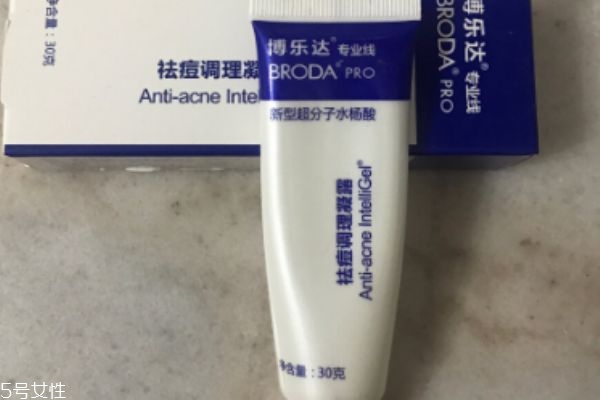 净含量：30克
祛痘调理凝
Anti-acne Intel
博乐达® 专业线
BRODA® PRO
博乐达® 专业线
BRODA® PRO
新型超分子水杨酸
祛痘调理凝露
Anti-acne IntelliGel®
净含量：30克
5号女性